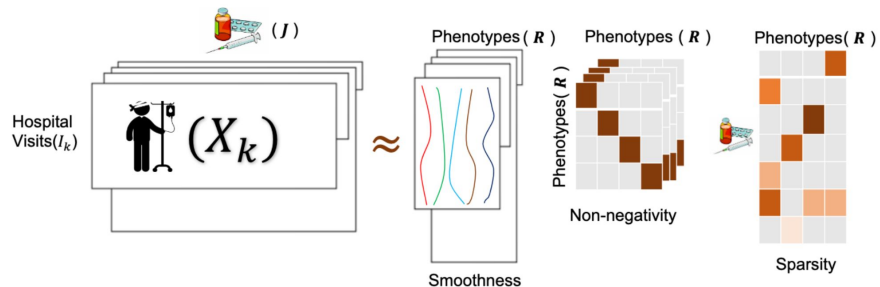 (J)
Hospital
Visits(I_k)
(X_k)
≈
Phenotypes(R)
Smoothness
Phenotypes (R)
Phenotypes(R)
Non-negativity
Phenotypes(R)
Sparsity